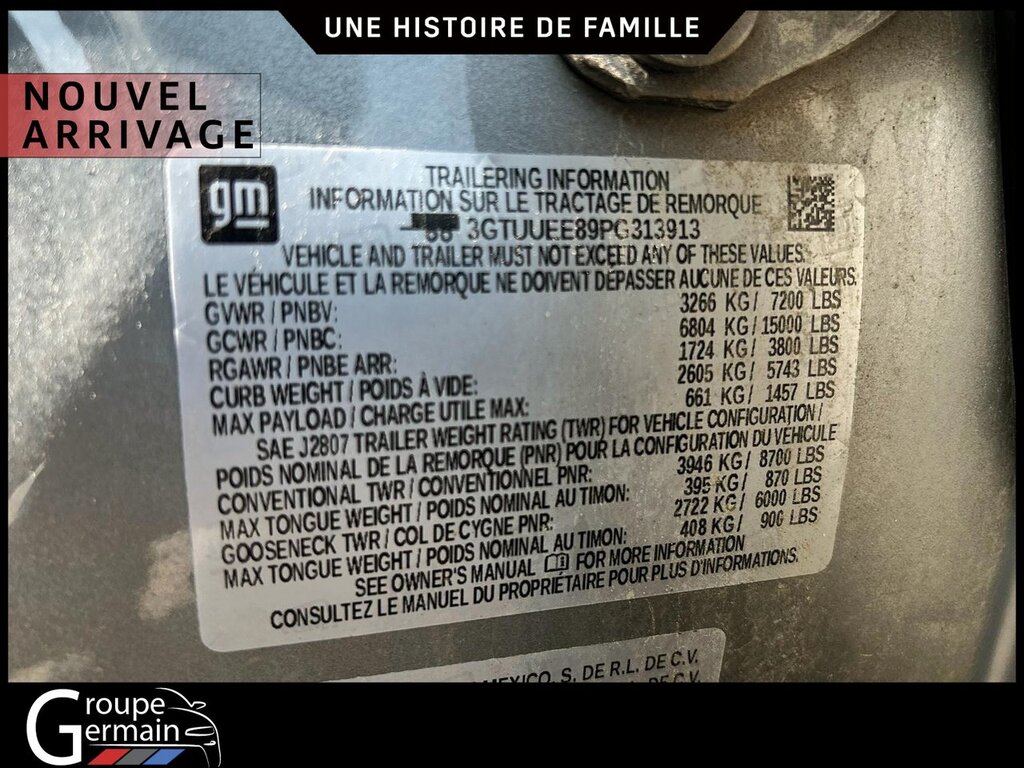 UNE HISTOIRE DE FAMILLE
NOUVEL
ARRIVAGE
gm
TRAILERING INFORMATION
INFORMATION SUR LE TRACTAGE DE REMORQUE
3GTUUEE89PG313913
VEHICLE AND TRAILER MUST NOT EXCEED ANY OF THESE VALUES.
LE VÉHICULE ET LA REMORQUE NE DOIVENT DÉPASSER AUCUNE DE CES VALEURS.
GVWR / PNBV: 3266 KG/ 7200 LBS
GCWR / PNBC: 6804 KG/ 15000 LBS
RGAWR / PNBE ARR: 1724 KG/ 3800 LBS
CURB WEIGHT / POIDS À VIDE: 2605 KG/ 5743 LBS
MAX PAYLOAD / CHARGE UTILE MAX: 661 KG/ 1457 LBS
SAE J2807 TRAILER WEIGHT RATING (TWR) FOR VEHICLE CONFIGURATION /
POIDS NOMINAL DE LA REMORQUE (PNR) POUR LA CONFIGURATION DU VÉHICULE
CONVENTIONAL TWR / CONVENTIONNEL PNR: 3946 KG/ 8700 LBS
MAX TONGUE WEIGHT / POIDS NOMINAL AU TIMON: 395 KG/ 870 LBS
GOOSENECK TWR / COL DE CYGNE PNR: 2722 KG/ 6000 LBS
MAX TONGUE WEIGHT / POIDS NOMINAL AU TIMON: 408 KG/ 900 LBS
SEE OWNER'S MANUAL FOR MORE INFORMATION
CONSULTEZ LE MANUEL DU PROPRIÉTAIRE POUR PLUS D'INFORMATIONS.
MEXICO, S. DE R.L. DE C.V.
DE C.V.
Groupe
Germain